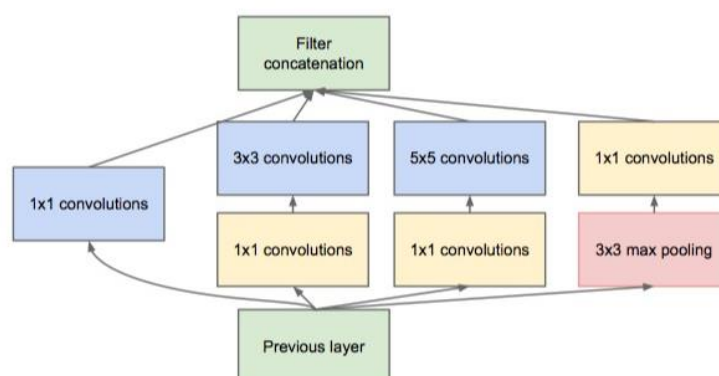 Filter
concatenation
3x3 convolutions
5x5 convolutions
1x1 convolutions
1x1 convolutions
1x1 convolutions
1x1 convolutions
3x3 max pooling
Previous layer